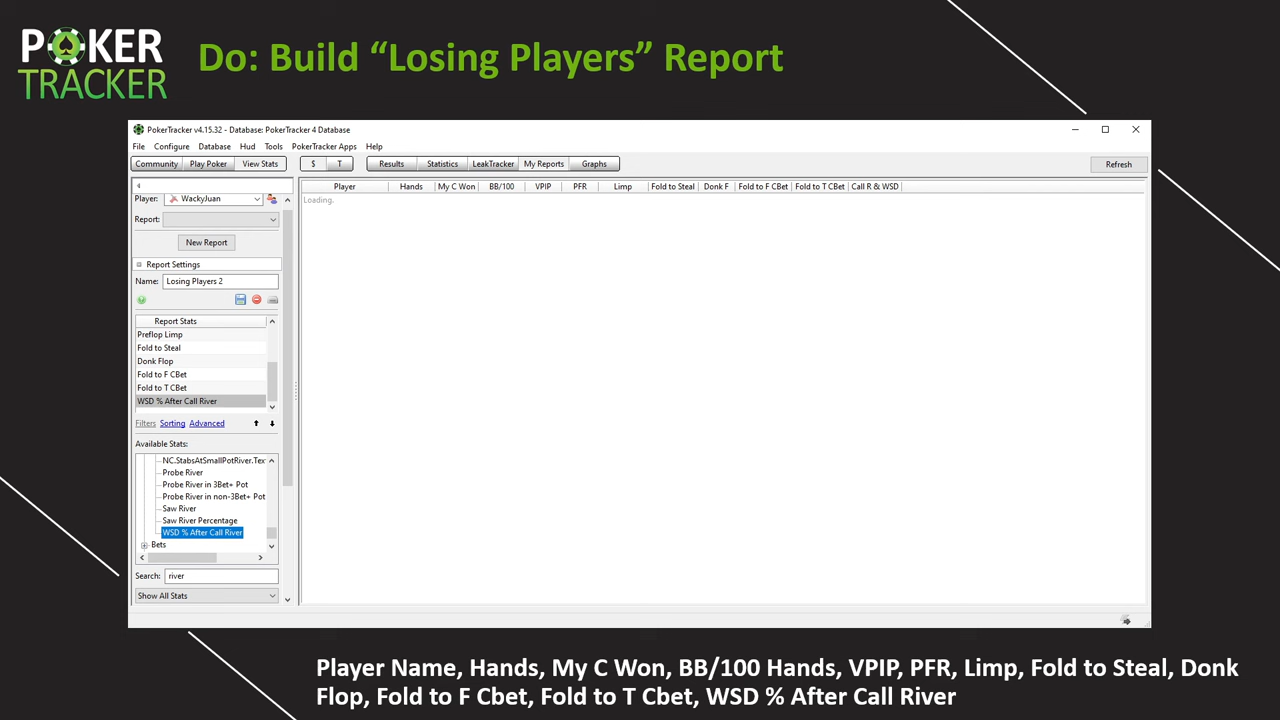 POKER
TRACKER
Do: Build “Losing Players” Report
PokerTracker v4.15.32 - Database: PokerTracker 4 Database
File Configure Database Hud Tools PokerTracker Apps Help
Community Play Poker View Stats $ T Results Statistics LeakTracker My Reports Graphs Refresh
Player: WackyJuan
Report:
New Report
Report Settings
Name: Losing Players 2
Report Stats
Preflop Limp
Fold to Steal
Donk Flop
Fold to F CBet
Fold to T CBet
WSD % After Call River
Filters Sorting Advanced
Available Stats:
NC.StabsAtSmallPotRiver.Tex
Probe River
Probe River in 3Bet+ Pot
Probe River in non-3Bet+ Pot
Saw River
Saw River Percentage
WSD % After Call River
Bets
Search: river
Show All Stats
Player Hands My C Won BB/100 VPIP PFR Limp Fold to Steal Donk F Fold to F CBet Fold to T CBet Call R & WSD
Loading.
Player Name, Hands, My C Won, BB/100 Hands, VPIP, PFR, Limp, Fold to Steal, Donk
Flop, Fold to F Cbet, Fold to T Cbet, WSD % After Call River